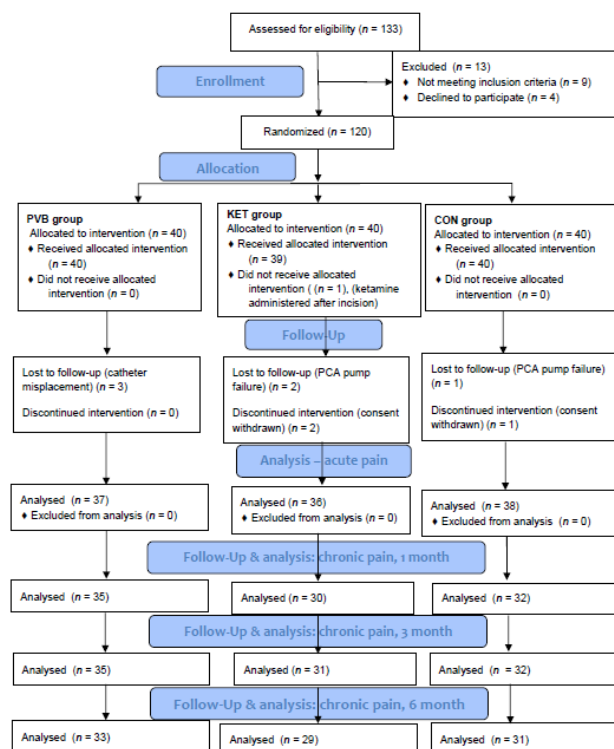 Assessed for eligibility (n = 133)
Excluded (n = 13)
♦ Not meeting inclusion criteria (n = 9)
♦ Declined to participate (n = 4)
Enrollment
Randomized (n = 120)
Allocation
PVB group
Allocated to intervention (n = 40)
♦ Received allocated intervention
(n = 40)
♦ Did not receive allocated
intervention (n = 0)
KET group
Allocated to intervention (n = 40)
♦ Received allocated intervention
(n = 39)
♦ Did not receive allocated
intervention ( (n = 1), (ketamine
administered after incision)
CON group
Allocated to intervention (n = 40)
♦ Received allocated intervention
(n = 40)
♦ Did not receive allocated
intervention (n = 0)
Follow-Up
Lost to follow-up (catheter
misplacement) (n = 3)
Discontinued intervention (n = 0)
Lost to follow-up (PCA pump
failure) (n = 2)
Discontinued intervention (consent
withdrawn) (n = 2)
Lost to follow-up (PCA pump failure)
(n = 1)
Discontinued intervention (consent
withdrawn) (n = 1)
Analysis – acute pain
Analysed (n = 37)
♦ Excluded from analysis (n = 0)
Analysed (n = 36)
♦ Excluded from analysis (n = 0)
Analysed (n = 38)
♦ Excluded from analysis (n = 0)
Follow-Up & analysis: chronic pain, 1 month
Analysed (n = 35)
Analysed (n = 30)
Analysed (n = 32)
Follow-Up & analysis: chronic pain, 3 month
Analysed (n = 35)
Analysed (n = 31)
Analysed (n = 32)
Follow-Up & analysis: chronic pain, 6 month
Analysed (n = 33)
Analysed (n = 29)
Analysed (n = 31)